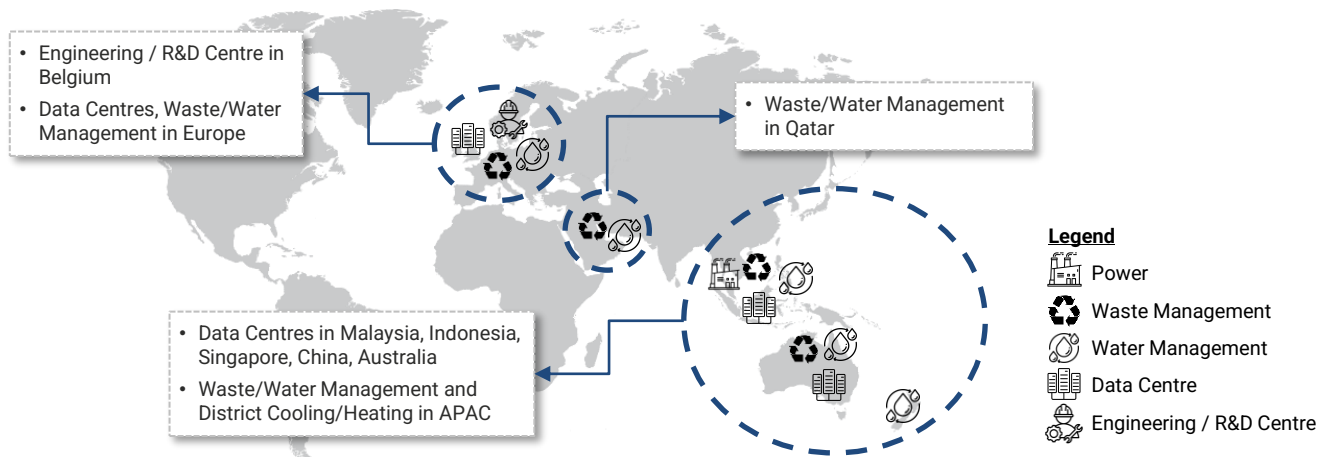 • Engineering / R&D Centre in
Belgium
• Data Centres, Waste/Water
Management in Europe
• Waste/Water Management
in Qatar
• Data Centres in Malaysia, Indonesia,
Singapore, China, Australia
• Waste/Water Management and
District Cooling/Heating in APAC
Legend
Power
Waste Management
Water Management
Data Centre
Engineering / R&D Centre